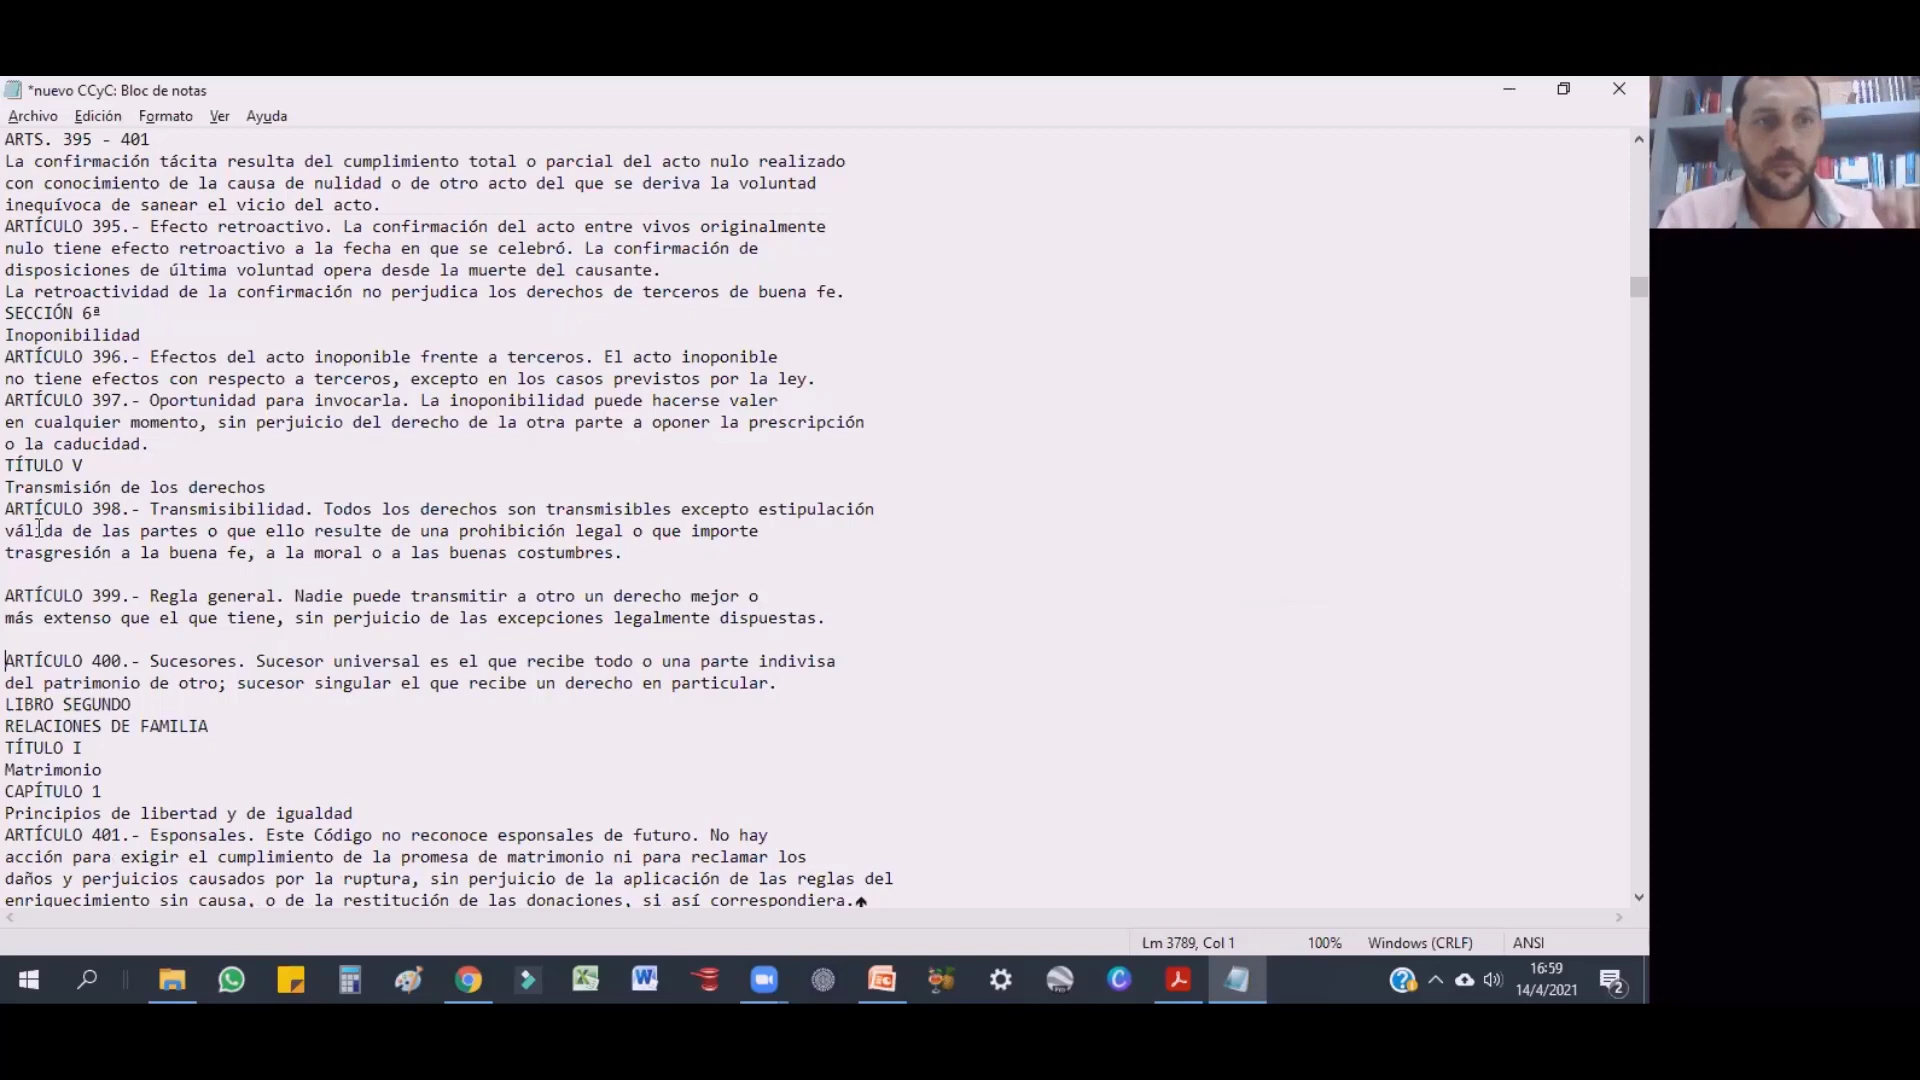 *nuevo CCyC: Bloc de notas
Archivo Edición Formato Ver Ayuda
ARTS. 395 - 401
La confirmación tácita resulta del cumplimiento total o parcial del acto nulo realizado
con conocimiento de la causa de nulidad o de otro acto del que se deriva la voluntad
inequívoca de sanear el vicio del acto.
ARTÍCULO 395.- Efecto retroactivo. La confirmación del acto entre vivos originalmente
nulo tiene efecto retroactivo a la fecha en que se celebró. La confirmación de
disposiciones de última voluntad opera desde la muerte del causante.
La retroactividad de la confirmación no perjudica los derechos de terceros de buena fe.
SECCIÓN 6ª
Inoponibilidad
ARTÍCULO 396.- Efectos del acto inoponible frente a terceros. El acto inoponible
no tiene efectos con respecto a terceros, excepto en los casos previstos por la ley.
ARTÍCULO 397.- Oportunidad para invocarla. La inoponibilidad puede hacerse valer
en cualquier momento, sin perjuicio del derecho de la otra parte a oponer la prescripción
o la caducidad.
TÍTULO V
Transmisión de los derechos
ARTÍCULO 398.- Transmisibilidad. Todos los derechos son transmisibles excepto estipulación
válida de las partes o que ello resulte de una prohibición legal o que importe
trasgresión a la buena fe, a la moral o a las buenas costumbres.
ARTÍCULO 399.- Regla general. Nadie puede transmitir a otro un derecho mejor o
más extenso que el que tiene, sin perjuicio de las excepciones legalmente dispuestas.
ARTÍCULO 400.- Sucesores. Sucesor universal es el que recibe todo o una parte indivisa
del patrimonio de otro; sucesor singular el que recibe un derecho en particular.
LIBRO SEGUNDO
RELACIONES DE FAMILIA
TÍTULO I
Matrimonio
CAPÍTULO 1
Principios de libertad y de igualdad
ARTÍCULO 401.- Esponsales. Este Código no reconoce esponsales de futuro. No hay
acción para exigir el cumplimiento de la promesa de matrimonio ni para reclamar los
daños y perjuicios causados por la ruptura, sin perjuicio de la aplicación de las reglas del
enriquecimiento sin causa, o de la restitución de las donaciones, si así correspondiera.
Lm 3789, Col 1 100% Windows (CRLF) ANSI
16:59
14/4/2021
2